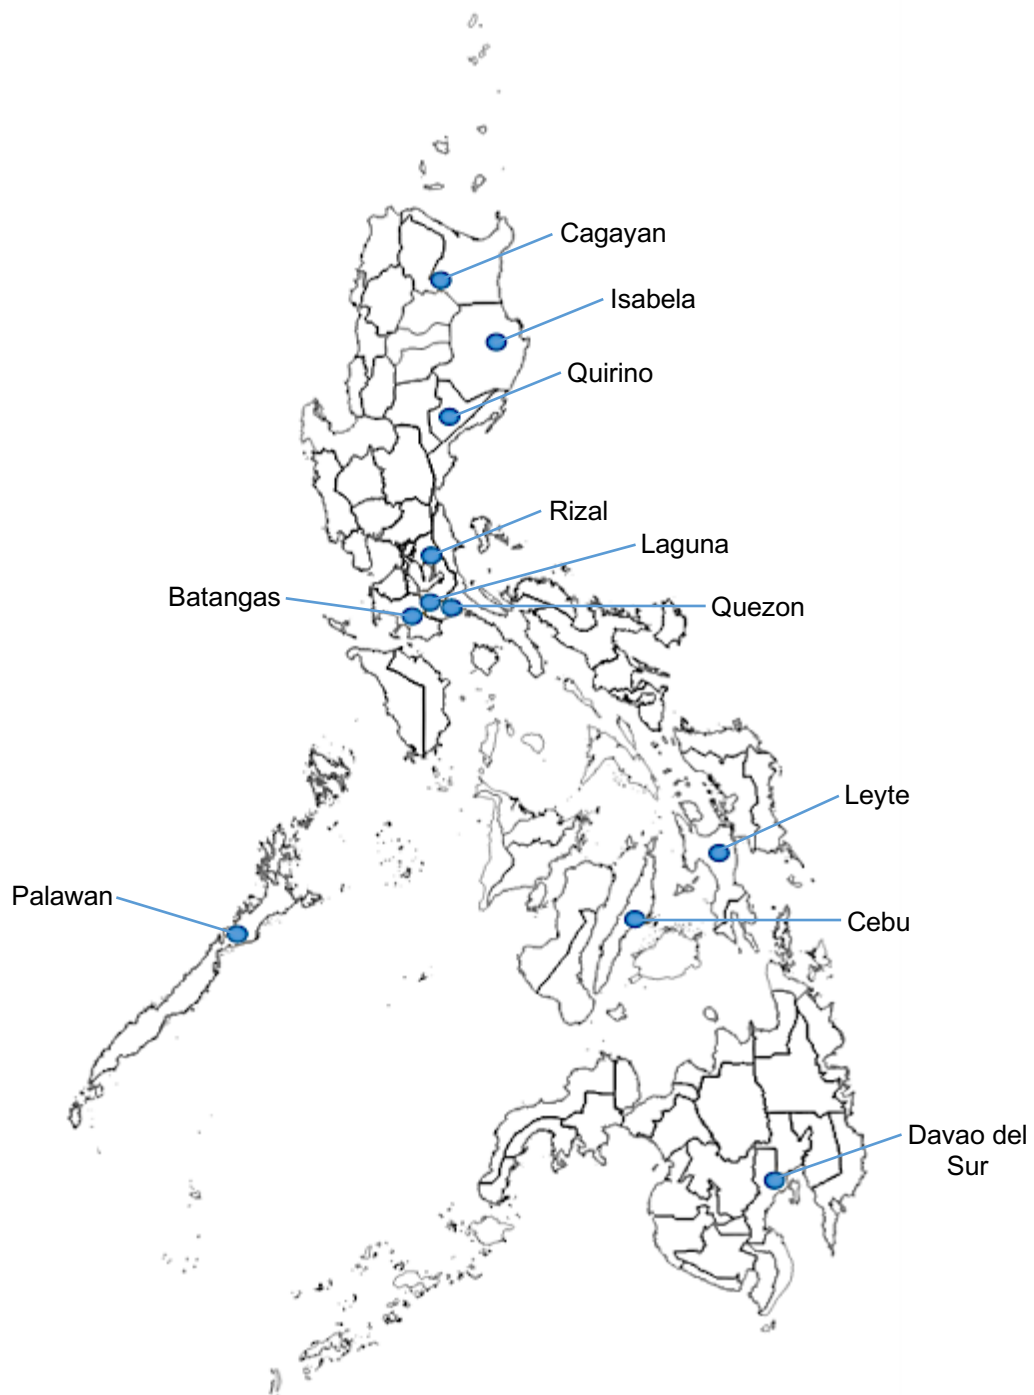 Cagayan
Isabela
Quirino
Rizal
Laguna
Batangas
Quezon
Leyte
Palawan
Cebu
Davao del
Sur